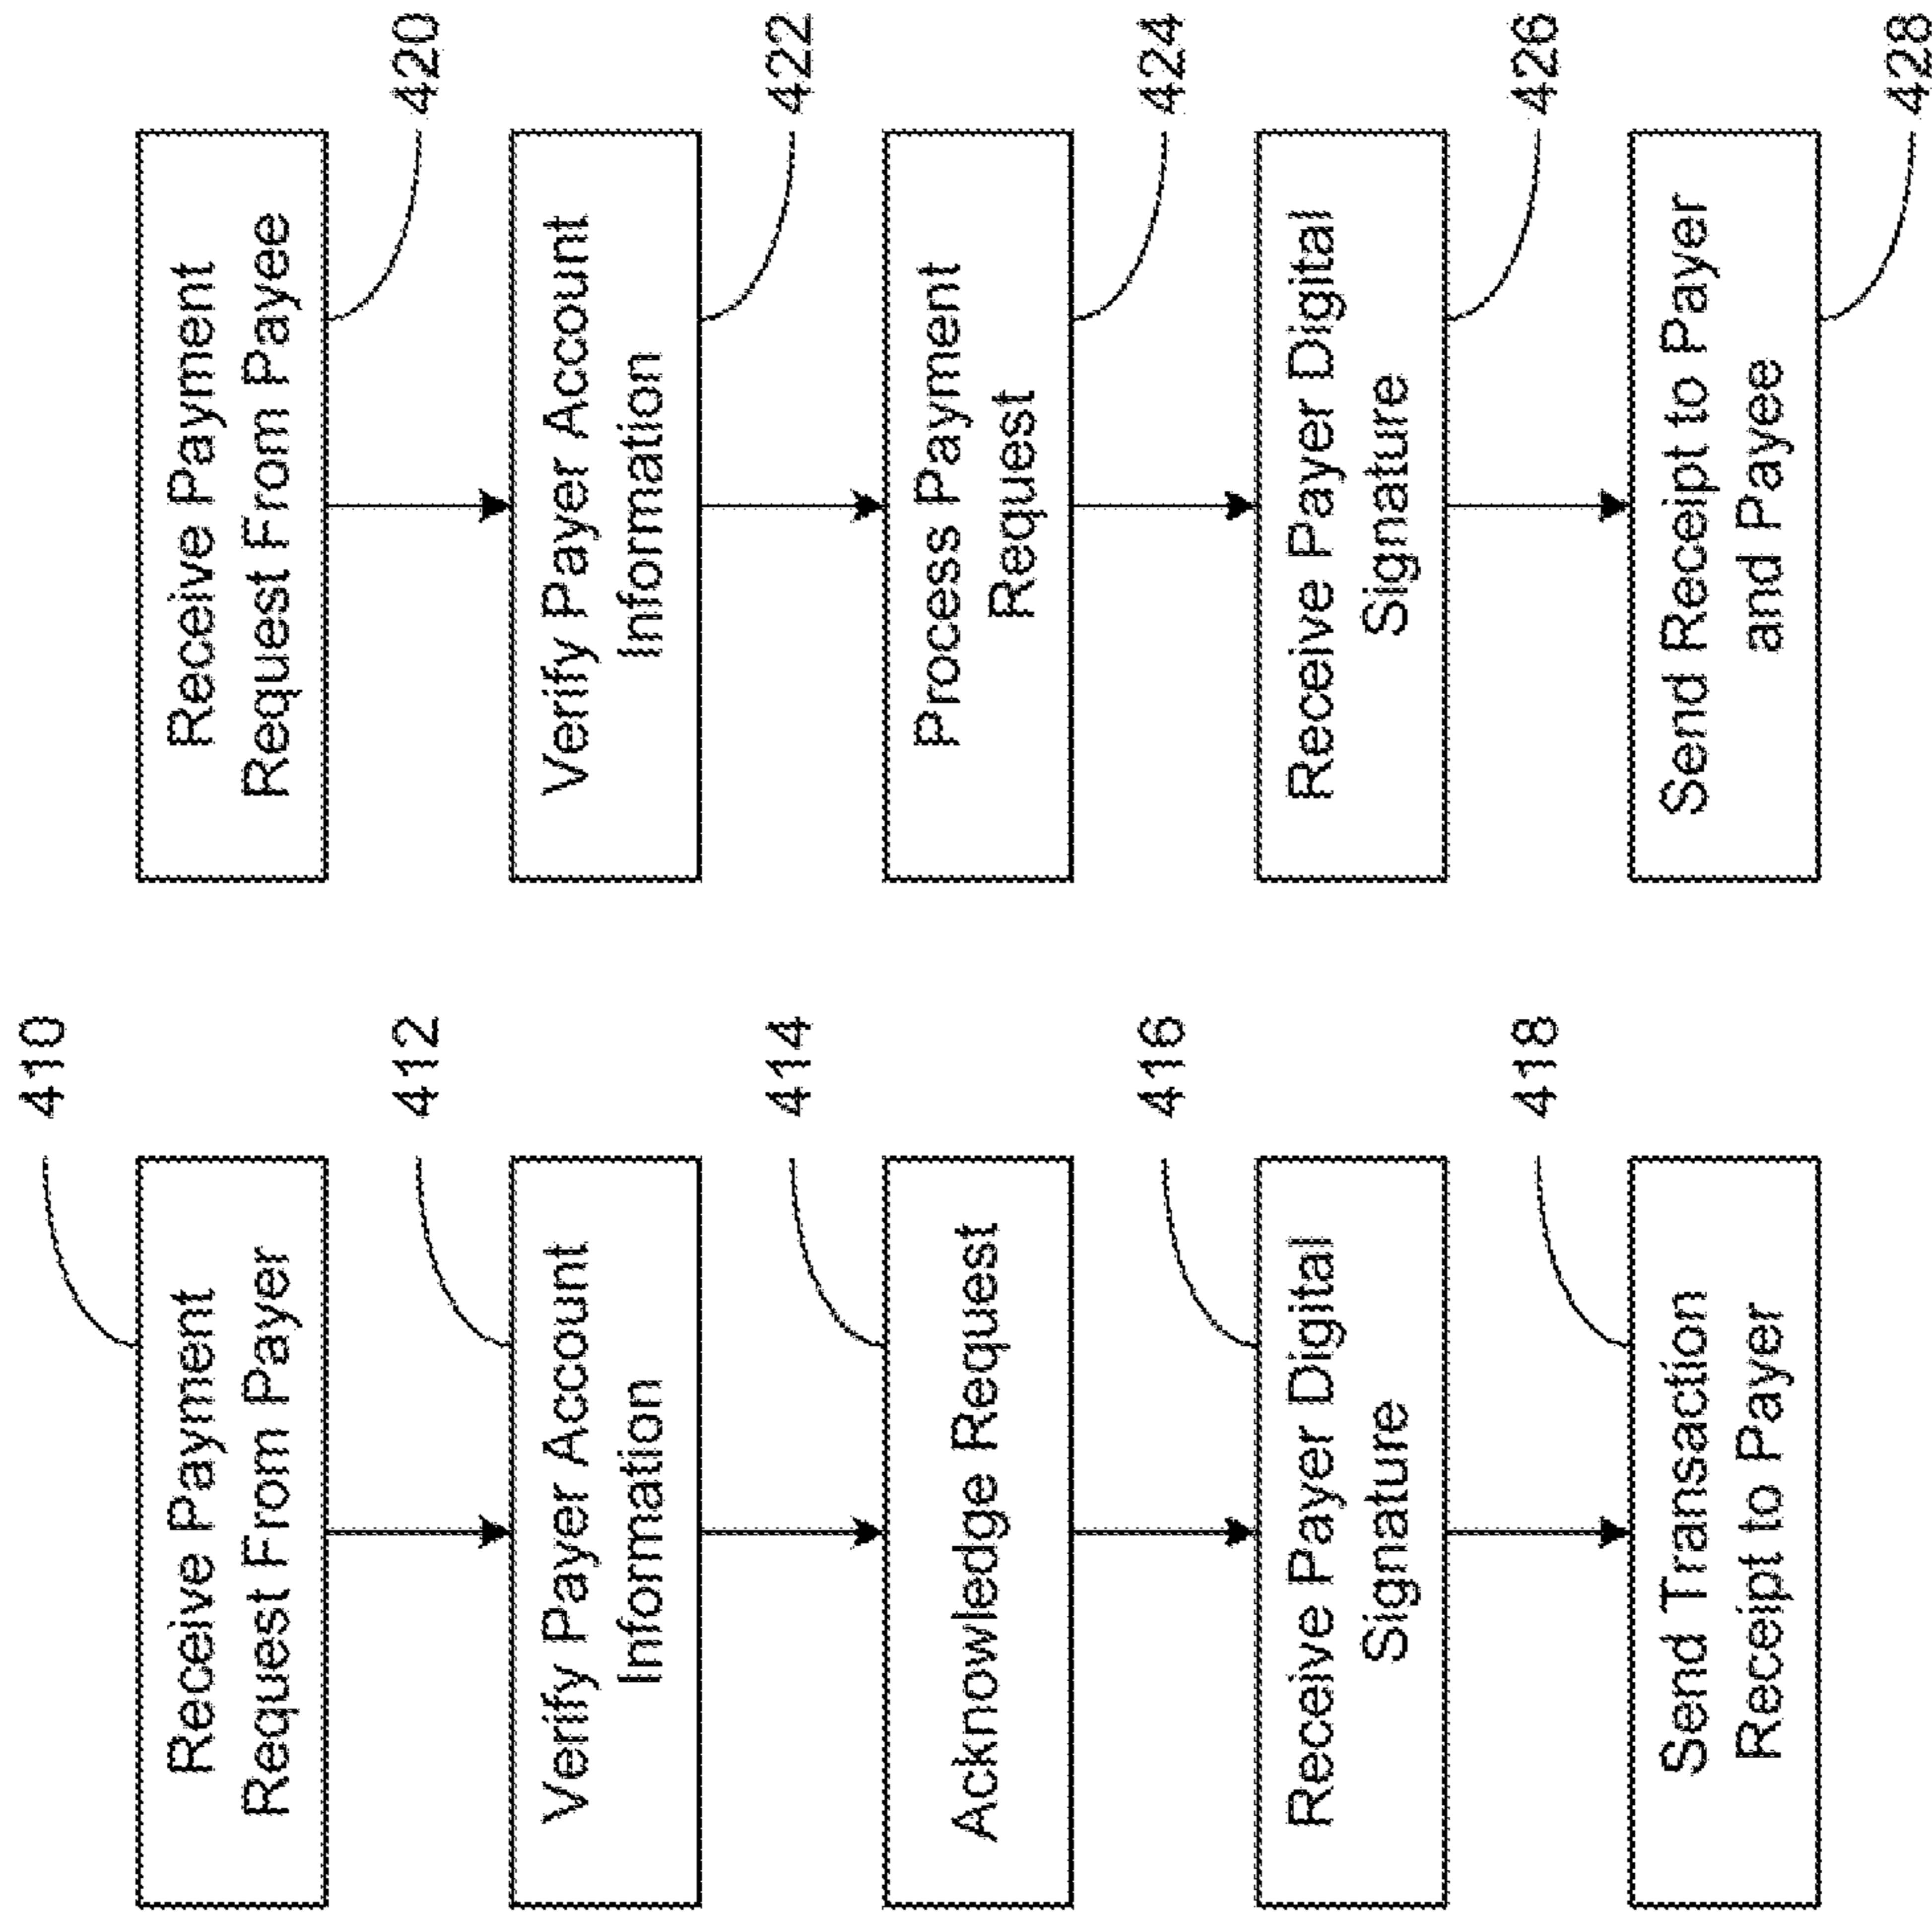 410
Receive Payment
Request From Payer
412
Verify Payer Account
Information
414
Acknowledge Request
416
Receive Payer Digital
Signature
418
Send Transaction
Receipt to Payer
420
Receive Payment
Request From Payee
422
Verify Payer Account
Information
424
Process Payment
Request
426
Receive Payer Digital
Signature
428
Send Receipt to Payer
and Payee